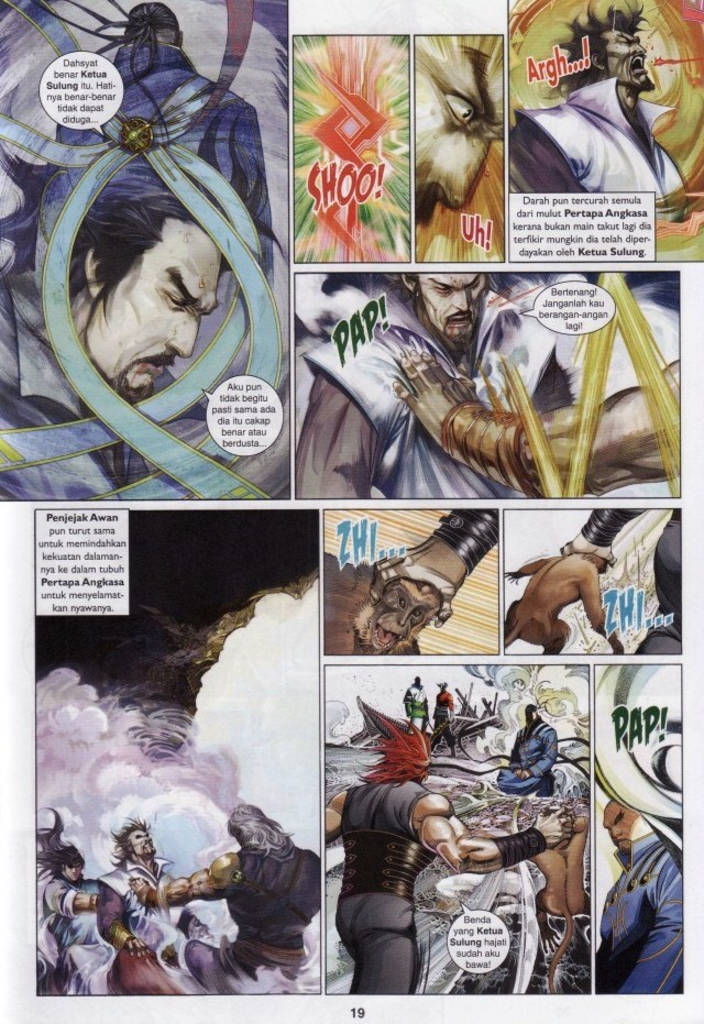 Dahsyat
benar Ketua
Sulung itu. Hati-
nya benar-benar
tidak dapat
diduga...
Aku pun
tidak begitu
pasti sama ada
dia itu cakap
benar atau
berdusta...
SHOO!
Uh!
Argh...!
Darah pun tercurah semula
dari mulut Pertapa Angkasa
kerana bukan main takut lagi dia
terfikir mungkin dia telah diper-
dayakan oleh Ketua Sulung.
PAP!
Bertenang!
Janganlah kau
berangan-angan
lagi!
Penjejak Awan
pun turut sama
untuk memindahkan
kekuatan dalaman-
nya ke dalam tubuh
Pertapa Angkasa
untuk menyelamat-
kan nyawanya.
ZHI...
ZHI...
Benda
yang Ketua
Sulung hajati
sudah aku
bawa!
PAP!
19